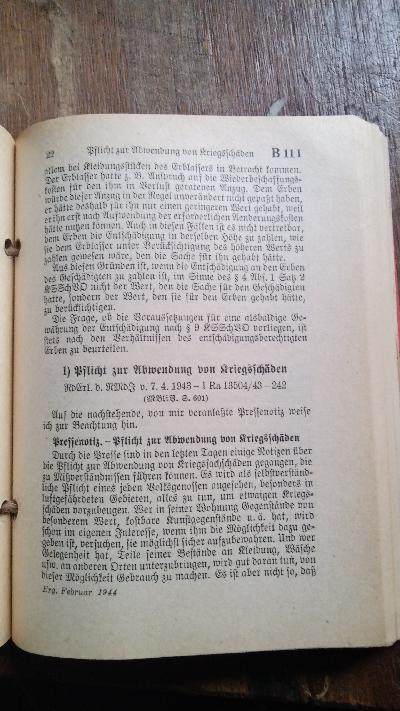 22 Pflicht zur Abwendung von Kriegsschäden B III
allem bei Kleidungsstücken des Erblassers in Betracht kommen.
Der Erblasser hatte z. B. Anspruch auf die Wiederbeschaffungs-
kosten für den ihm in Verlust geratenen Anzug. Dem Erben
würde dieser Anzug in der Regel unverändert nicht gepaßt haben,
er hätte deshalb für ihn nur einen geringeren Wert gehabt, weil
er ihn erst nach Aufwendung der erforderlichen Aenderungskosten
hätte nutzen können. Auch in diesen Fällen ist es nicht vertretbar,
dem Erben die Entschädigung in derselben Höhe zu zahlen, wie
sie dem Erblasser unter Berücksichtigung des höheren Werts zu
zahlen gewesen wäre, den die Sache für ihn gehabt hätte.
Aus diesen Gründen ist, wenn die Entschädigung an den Erben
des Geschädigten zu zahlen ist, im Sinne des § 4 Abs. 1 Satz 2
KSSchVO nicht der Wert, den die Sache für den Geschädigten
hatte, sondern der Wert, den sie für den Erben gehabt hätte,
zu berücksichtigen.
Die Frage, ob die Voraussetzungen für eine alsbaldige Ge-
währung der Entschädigung nach § 9 KSSchVO vorliegen, ist
stets nach den Verhältnissen des entschädigungsberechtigten
Erben zu beurteilen.
l) Pflicht zur Abwendung von Kriegsschäden
RdErl. d. RMdJ v. 7. 4. 1943 – I Ra 13504/43 – 242
(MBliV. S. 601)
Auf die nachstehende, von mir veranlaßte Pressenotiz weise
ich zur Beachtung hin.
Pressenotiz. – Pflicht zur Abwendung von Kriegsschäden
Durch die Presse sind in den letzten Tagen einige Notizen über
die Pflicht zur Abwendung von Kriegssachschäden gegangen, die
zu Mißverständnissen führen können. Es wird als selbstverständ-
liche Pflicht eines jeden Volksgenossen angesehen, besonders in
luftgefährdeten Gebieten, alles zu tun, um etwaigen Kriegs-
schäden vorzubeugen. Wer in seiner Wohnung Gegenstände von
besonderem Wert, kostbare Kunstgegenstände u. ä. hat, wird
schon im eigenen Interesse, wenn ihm die Möglichkeit dazu ge-
geben ist, versuchen, sie möglichst sicher aufzubewahren. Und wer
Gelegenheit hat, Teile seiner Bestände an Kleidung, Wäsche
usw. an anderen Orten unterzubringen, wird gut daran tun, von
dieser Möglichkeit Gebrauch zu machen. Es ist aber nicht so, daß
Erg. Februar 1944